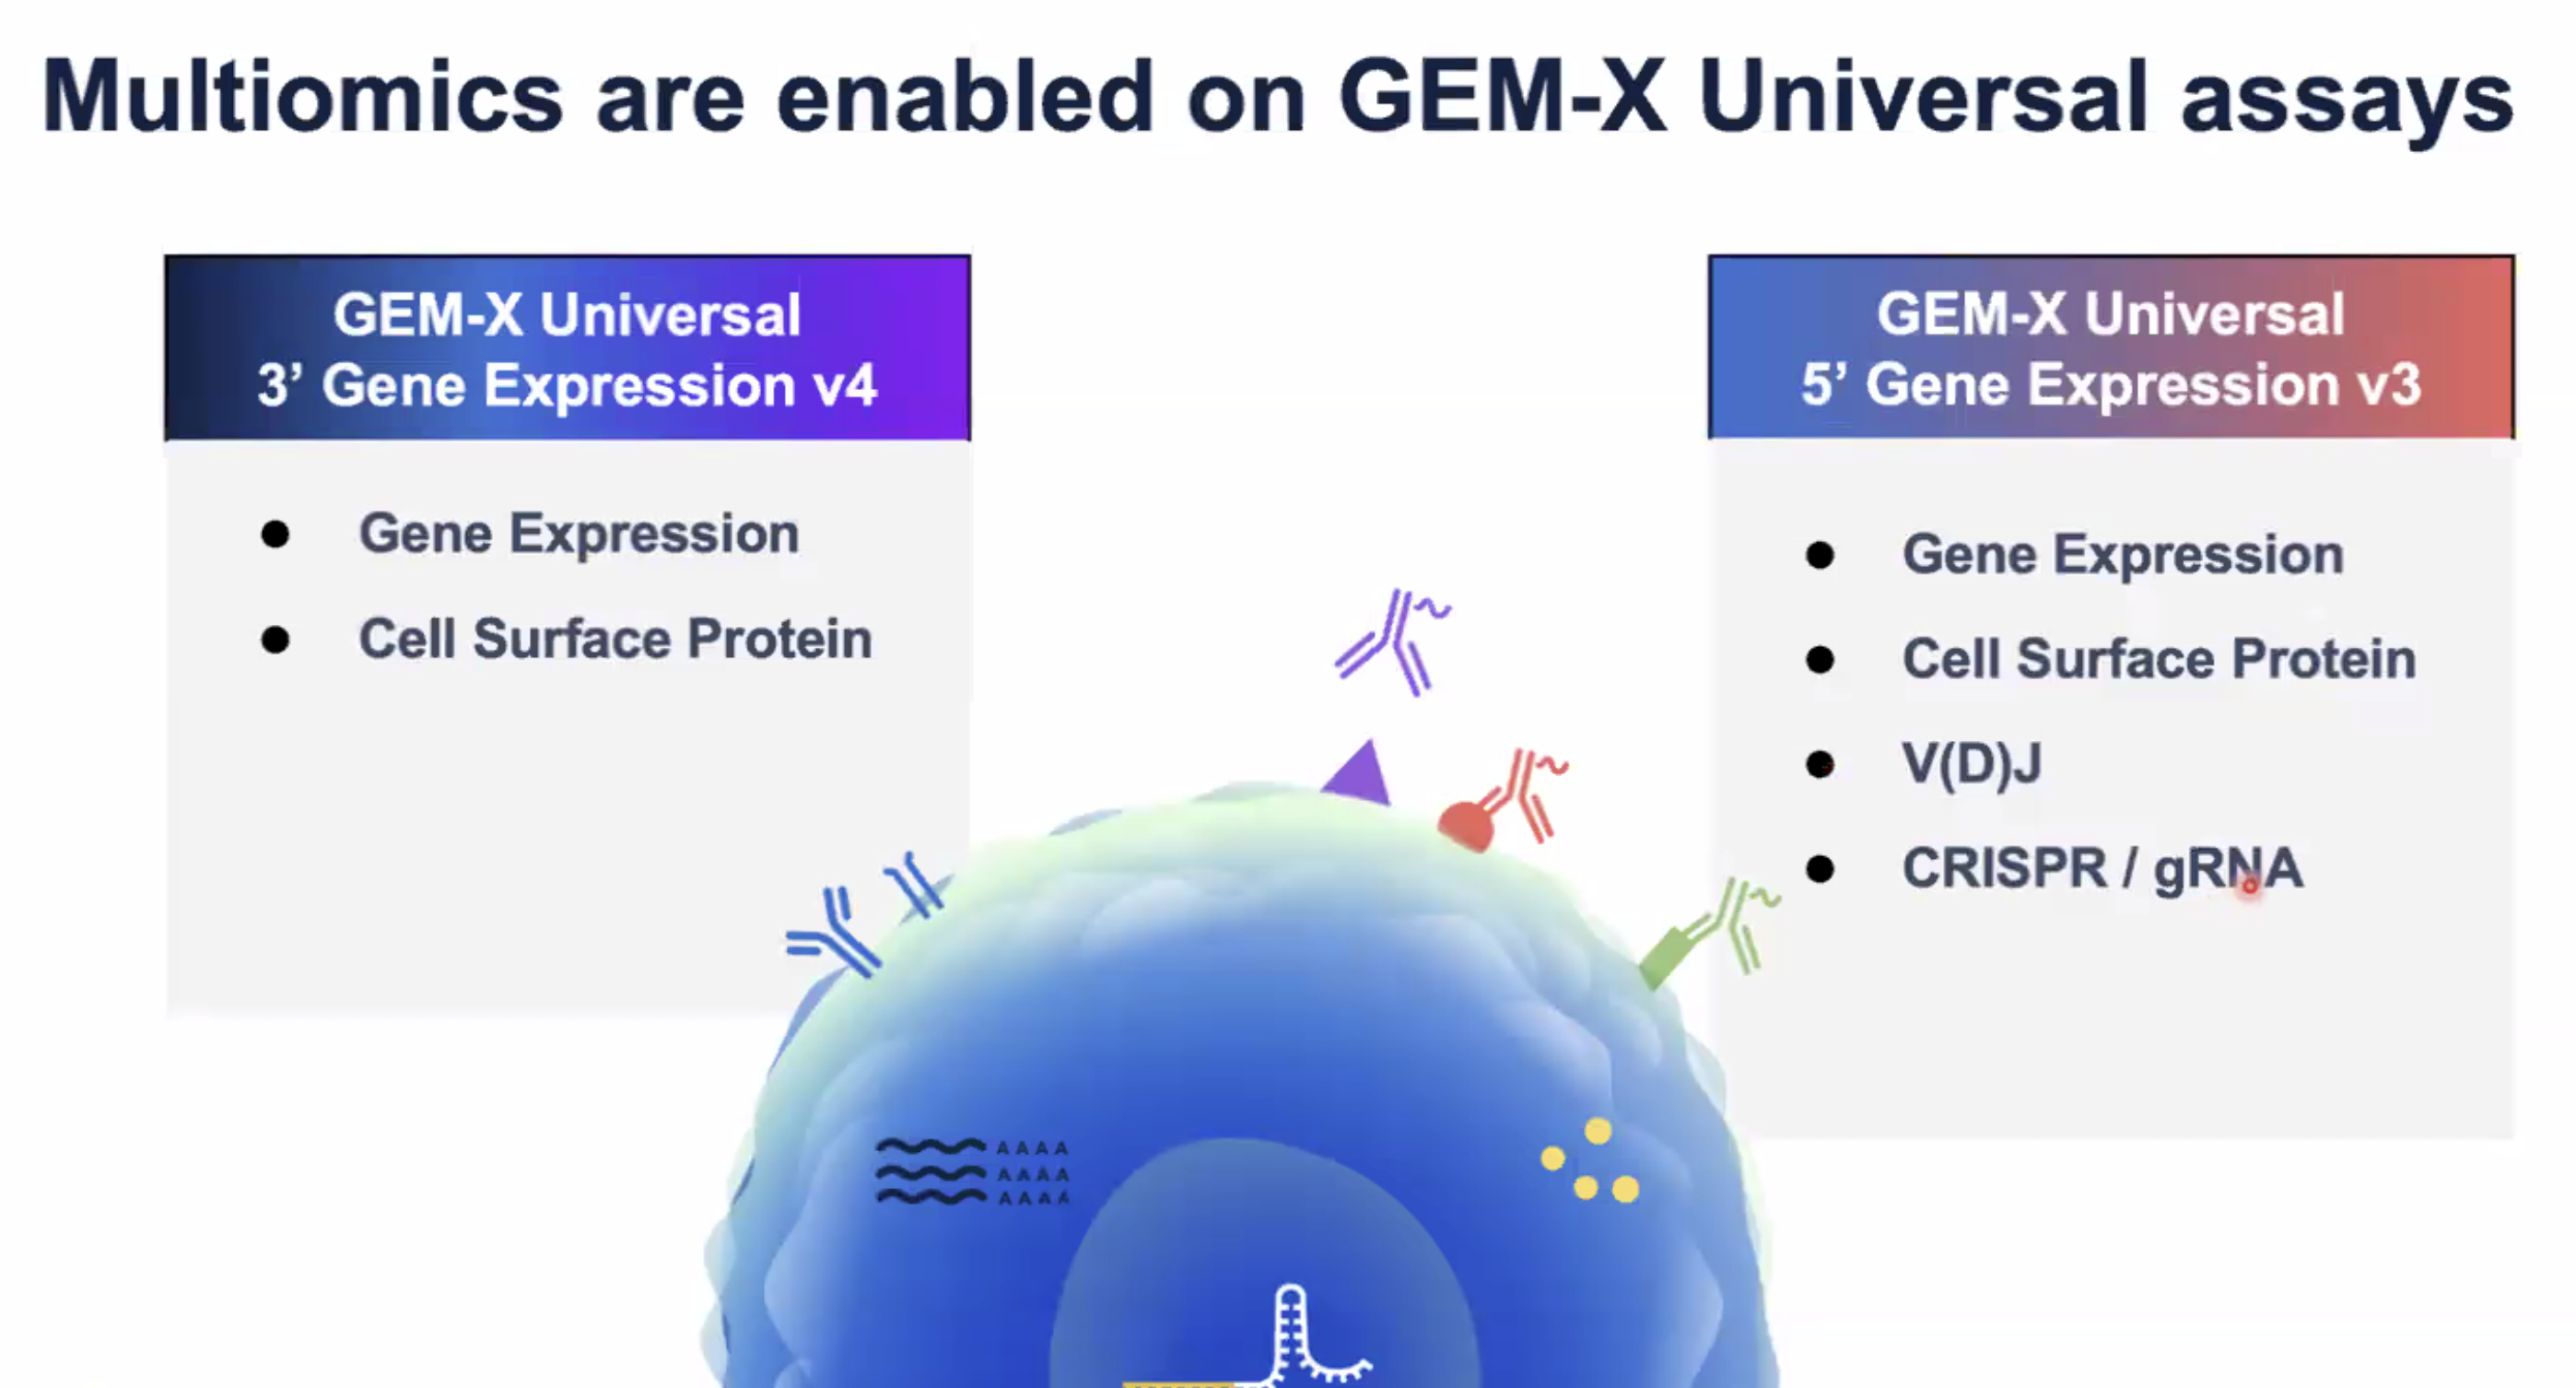 Multiomics are enabled on GEM-X Universal assays
GEM-X Universal
3’ Gene Expression v4
● Gene Expression
● Cell Surface Protein
GEM-X Universal
5’ Gene Expression v3
● Gene Expression
● Cell Surface Protein
● V(D)J
● CRISPR / gRNA
AAAA
AAAA
AAAA